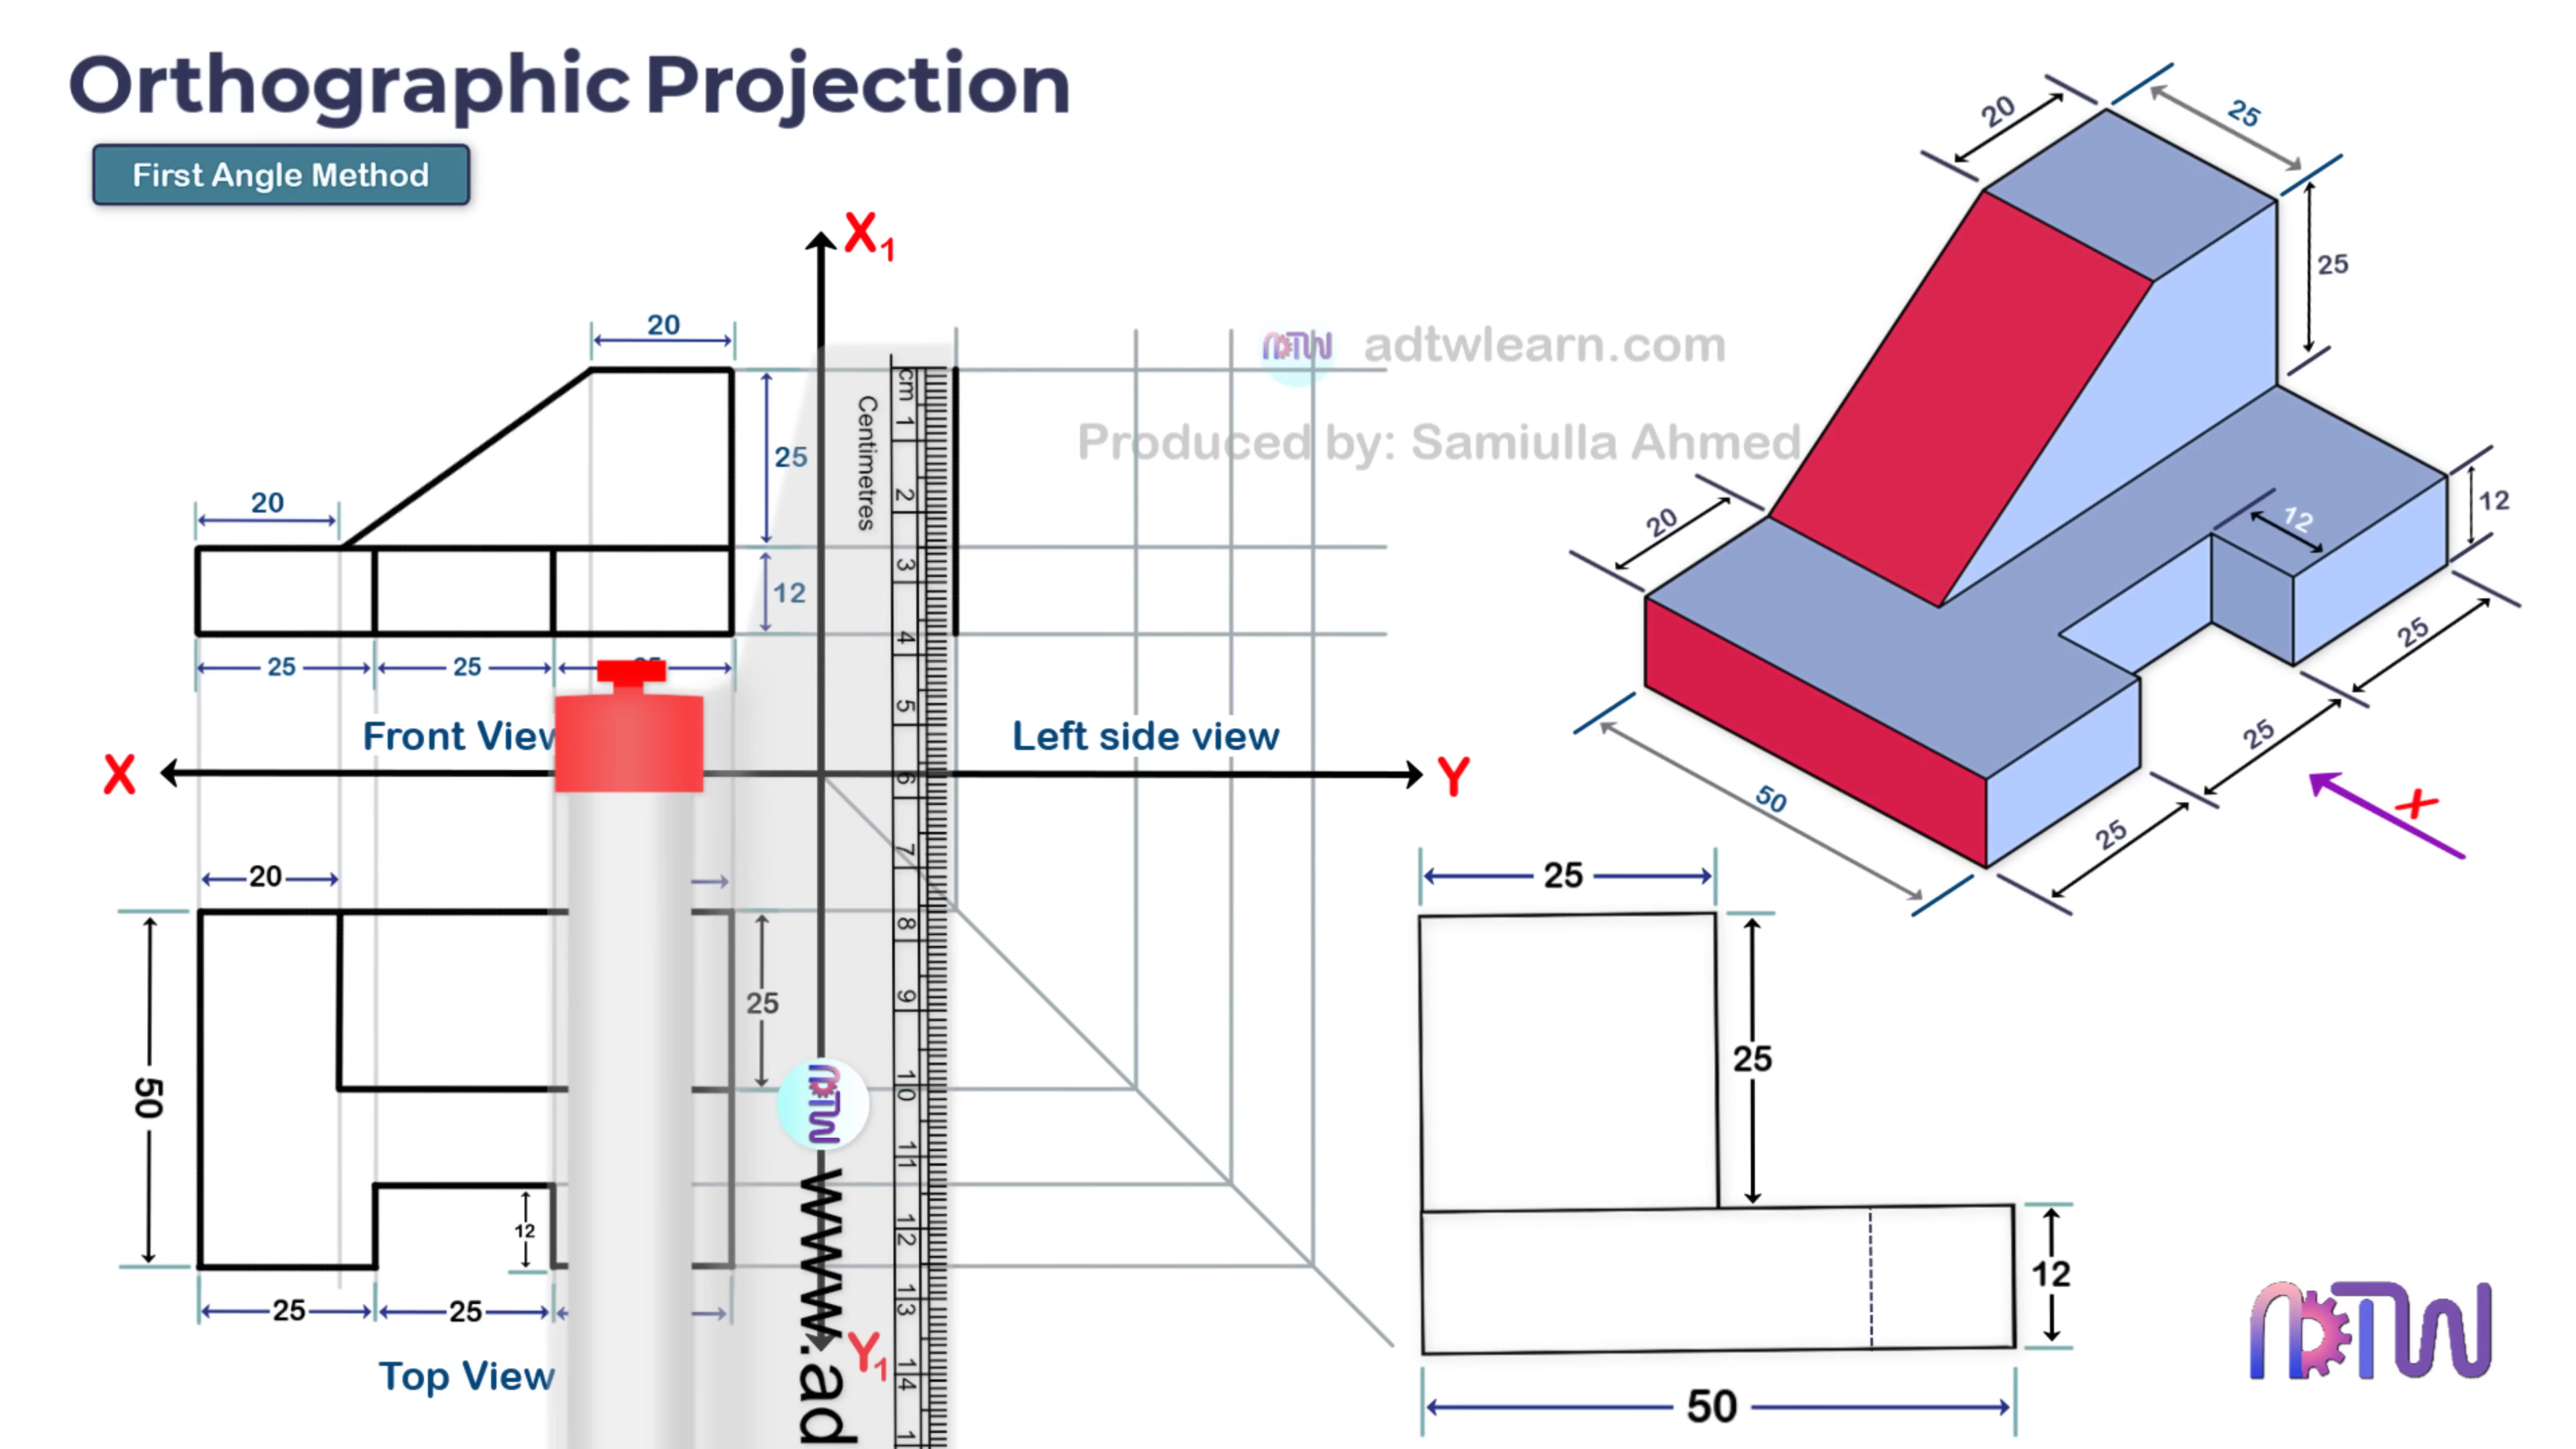 Orthographic Projection
First Angle Method
X1
20
25
20
25
12
25
25
Front View
X
Y
20
50
25
12
25
25
Top View
Y1
cm 1 2 3 4 5 6 7 8 9 10 11 12 13 14
Centimetres
www.ad
Left side view
ADTW adtwlearn.com
Produced by: Samiulla Ahmed
20
25
25
20
12
12
50
25
25
25
X
25
25
12
50
ADTW